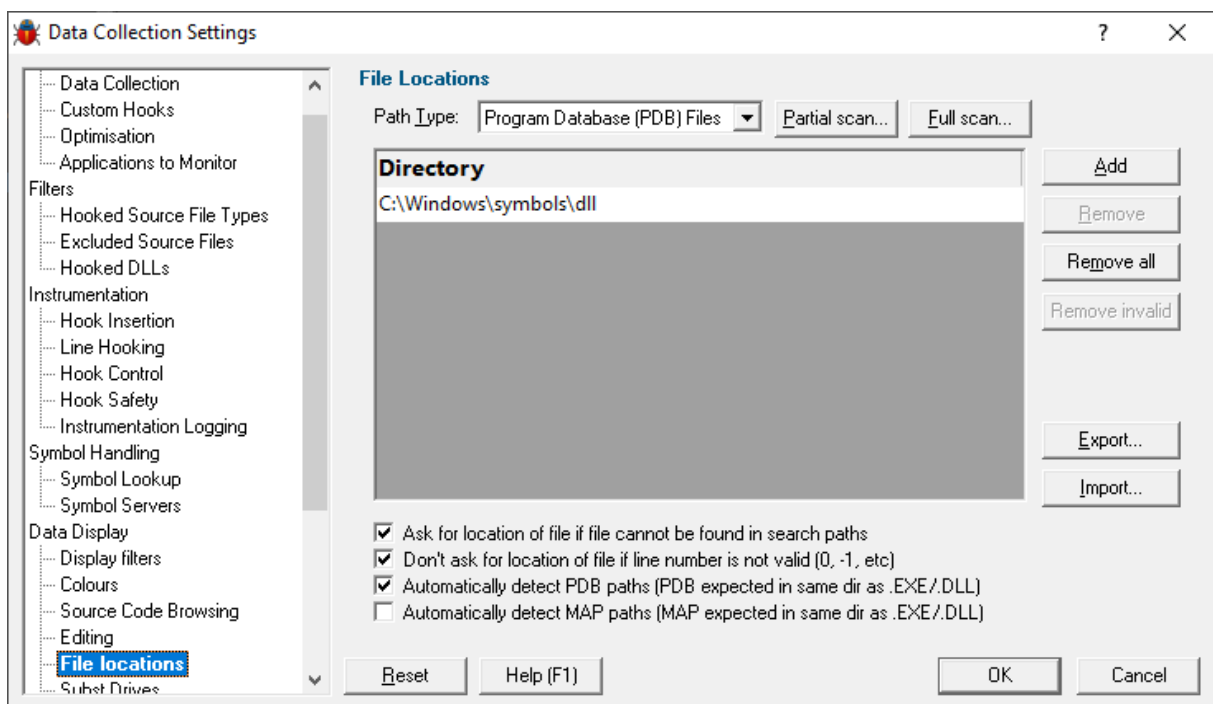 Data Collection Settings
? X
Data Collection
Custom Hooks
Optimisation
Applications to Monitor
Filters
Hooked Source File Types
Excluded Source Files
Hooked DLLs
Instrumentation
Hook Insertion
Line Hooking
Hook Control
Hook Safety
Instrumentation Logging
Symbol Handling
Symbol Lookup
Symbol Servers
Data Display
Display filters
Colours
Source Code Browsing
Editing
File locations
Subst Drives
File Locations
Path Type: Program Database (PDB) Files Partial scan... Full scan...
Directory
C:\Windows\symbols\dll
Add
Remove
Remove all
Remove invalid
Export...
Import...
Ask for location of file if file cannot be found in search paths
Don't ask for location of file if line number is not valid (0, -1, etc)
Automatically detect PDB paths (PDB expected in same dir as .EXE/.DLL)
Automatically detect MAP paths (MAP expected in same dir as .EXE/.DLL)
Reset Help (F1) OK Cancel